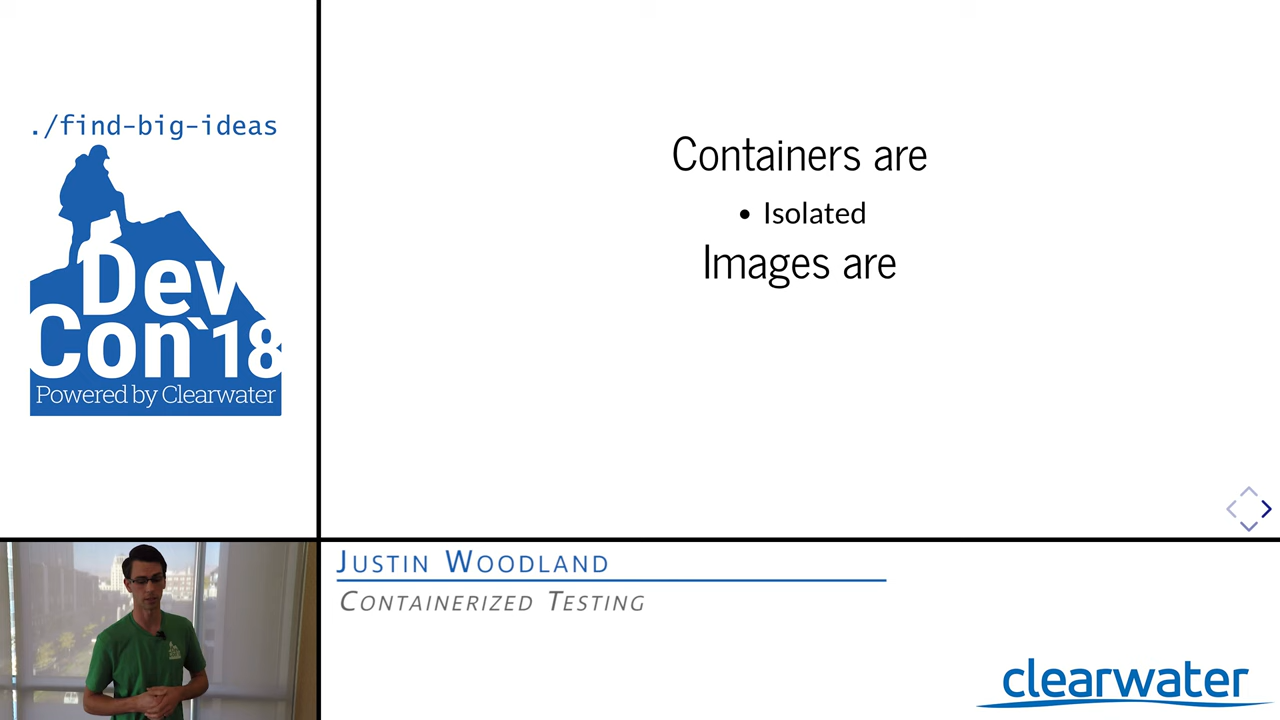 ./find-big-ideas
Dev
Con`18
Powered by Clearwater
Containers are
• Isolated
Images are
Justin Woodland
Containerized Testing
clearwater